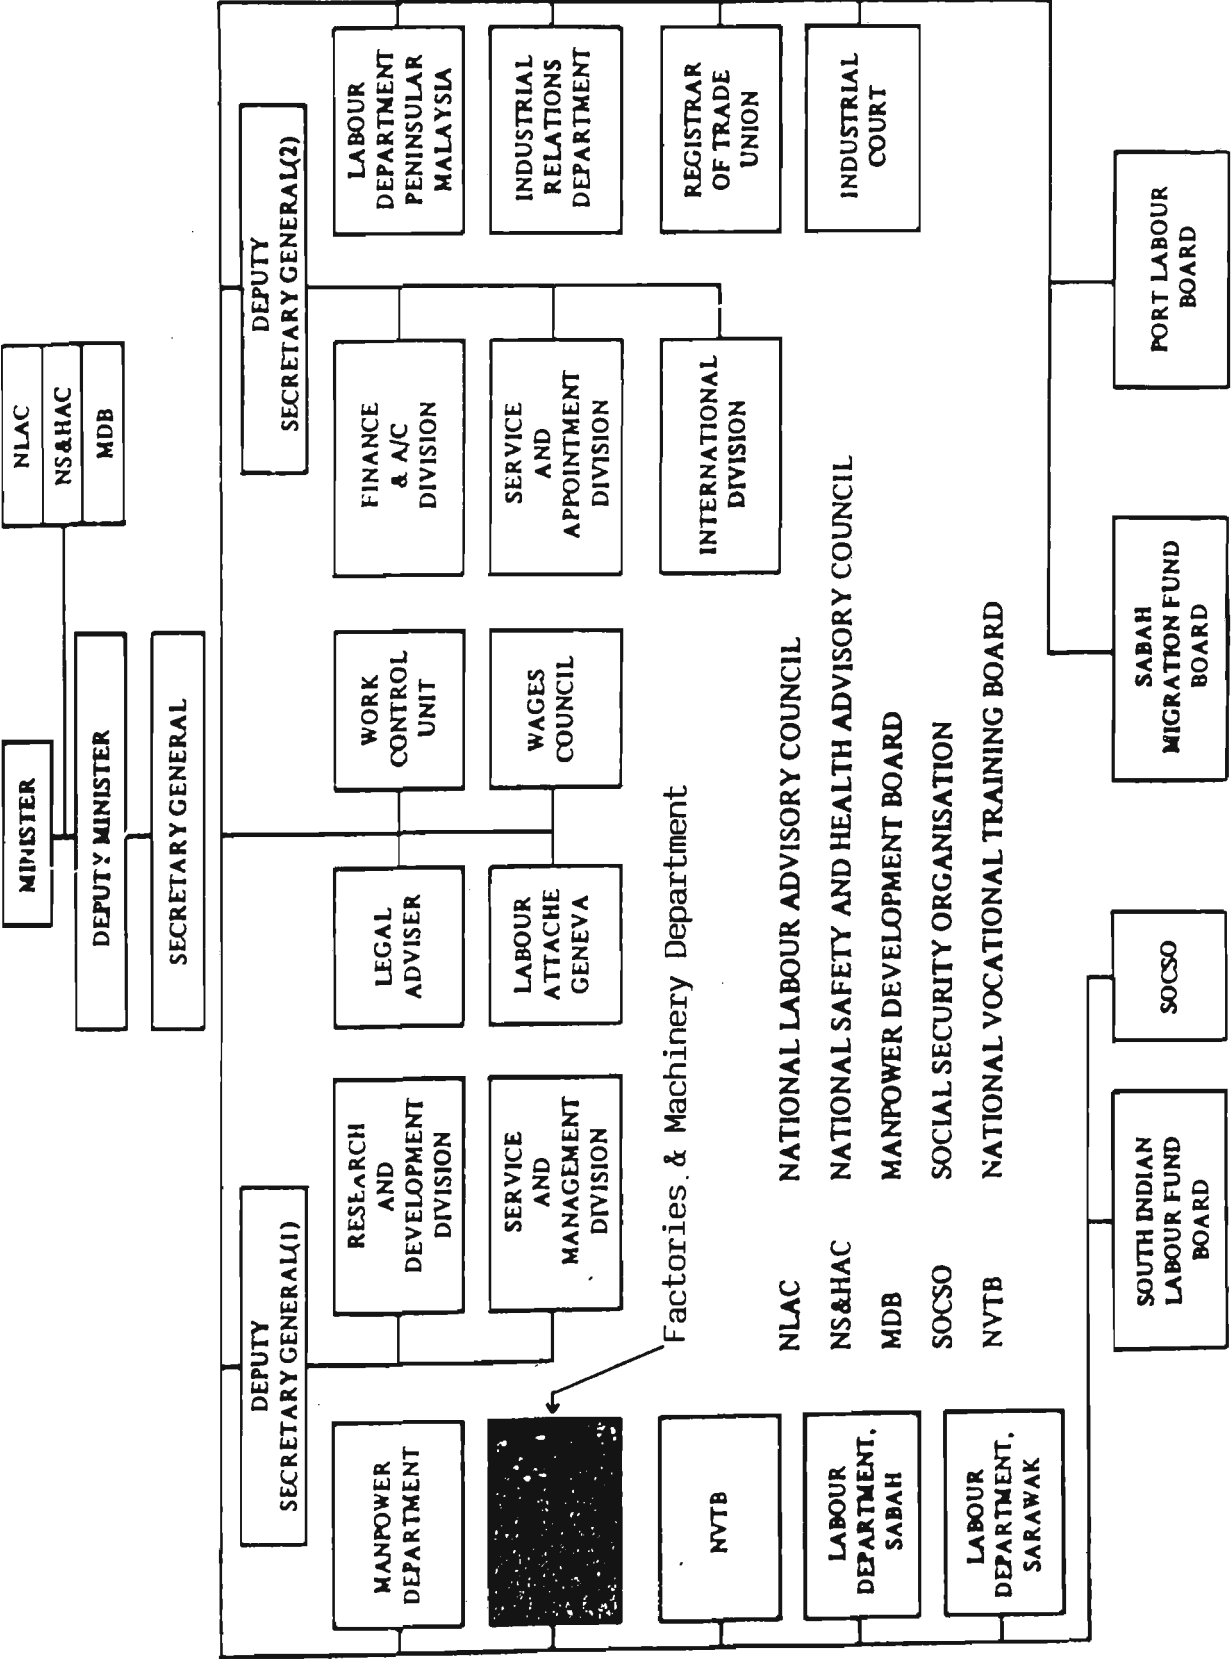 MINISTER
NLAC
NS&HAC
MDB
DEPUTY MINISTER
SECRETARY GENERAL
DEPUTY
SECRETARY GENERAL(1)
DEPUTY
SECRETARY GENERAL(2)
MANPOWER
DEPARTMENT
RESEARCH
AND
DEVELOPMENT
DIVISION
LEGAL
ADVISER
WORK
CONTROL
UNIT
FINANCE
& A/C
DIVISION
LABOUR
DEPARTMENT
PENINSULAR
MALAYSIA
SERVICE
AND
MANAGEMENT
DIVISION
LABOUR
ATTACHE
GENEVA
WAGES
COUNCIL
SERVICE
AND
APPOINTMENT
DIVISION
INDUSTRIAL
RELATIONS
DEPARTMENT
Factories & Machinery Department
NVTB
INTERNATIONAL
DIVISION
REGISTRAR
OF TRADE
UNION
LABOUR
DEPARTMENT,
SABAH
INDUSTRIAL
COURT
LABOUR
DEPARTMENT,
SARAWAK
NLAC NATIONAL LABOUR ADVISORY COUNCIL
NS&HAC NATIONAL SAFETY AND HEALTH ADVISORY COUNCIL
MDB MANPOWER DEVELOPMENT BOARD
SOCSO SOCIAL SECURITY ORGANISATION
NVTB NATIONAL VOCATIONAL TRAINING BOARD
SOUTH INDIAN
LABOUR FUND
BOARD
SOCSO
SABAH
MIGRATION FUND
BOARD
PORT LABOUR
BOARD